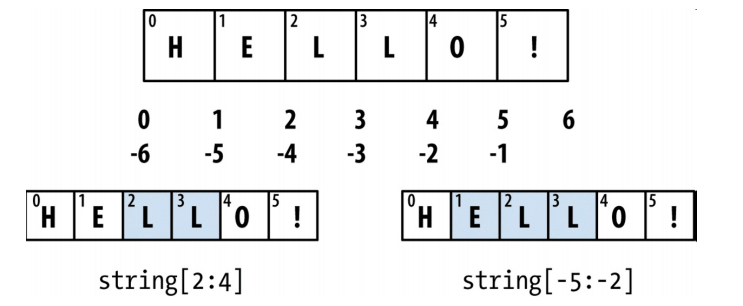 0 H 1 E 2 L 3 L 4 O 5 !
0 1 2 3 4 5 6
-6 -5 -4 -3 -2 -1
0 H 1 E 2 L 3 L 4 O 5 !
string[2:4]
0 H 1 E 2 L 3 L 4 O 5 !
string[-5:-2]